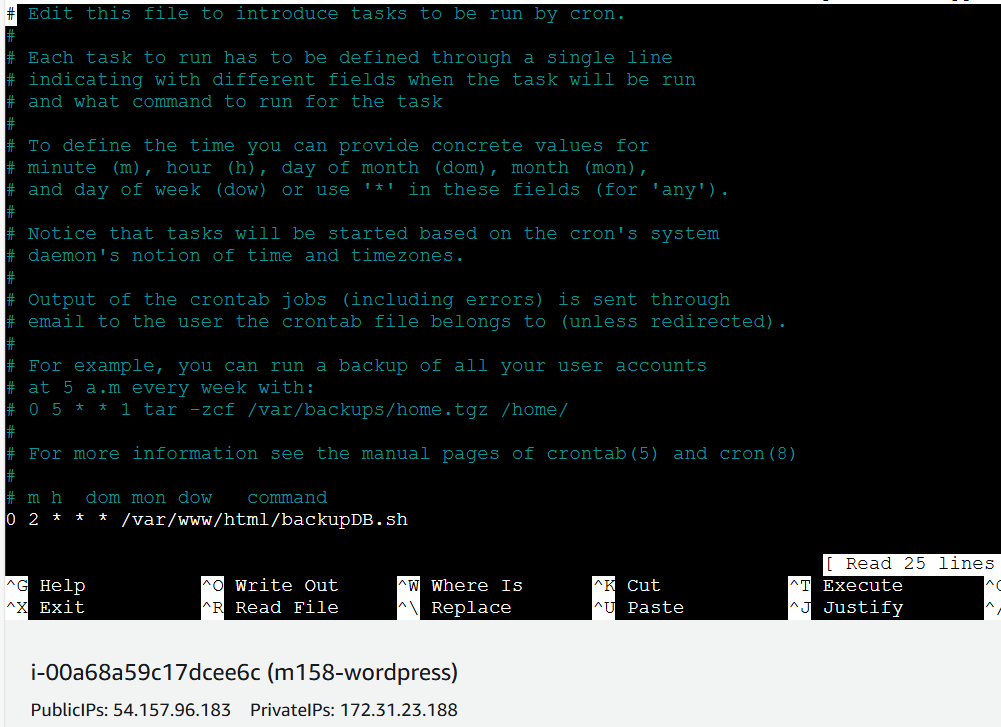 # Edit this file to introduce tasks to be run by cron.
#
# Each task to run has to be defined through a single line
# indicating with different fields when the task will be run
# and what command to run for the task
#
# To define the time you can provide concrete values for
# minute (m), hour (h), day of month (dom), month (mon),
# and day of week (dow) or use '*' in these fields (for 'any').
#
# Notice that tasks will be started based on the cron's system
# daemon's notion of time and timezones.
#
# Output of the crontab jobs (including errors) is sent through
# email to the user the crontab file belongs to (unless redirected).
#
# For example, you can run a backup of all your user accounts
# at 5 a.m every week with:
# 0 5 * * 1 tar -zcf /var/backups/home.tgz /home/
#
# For more information see the manual pages of crontab(5) and cron(8)
#
# m h  dom mon dow   command
0 2 * * * /var/www/html/backupDB.sh
[ Read 25 lines
^G Help ^O Write Out ^W Where Is ^K Cut ^T Execute
^X Exit ^R Read File ^\ Replace ^U Paste ^J Justify
i-00a68a59c17dcee6c (m158-wordpress)
PublicIPs: 54.157.96.183 PrivateIPs: 172.31.23.188